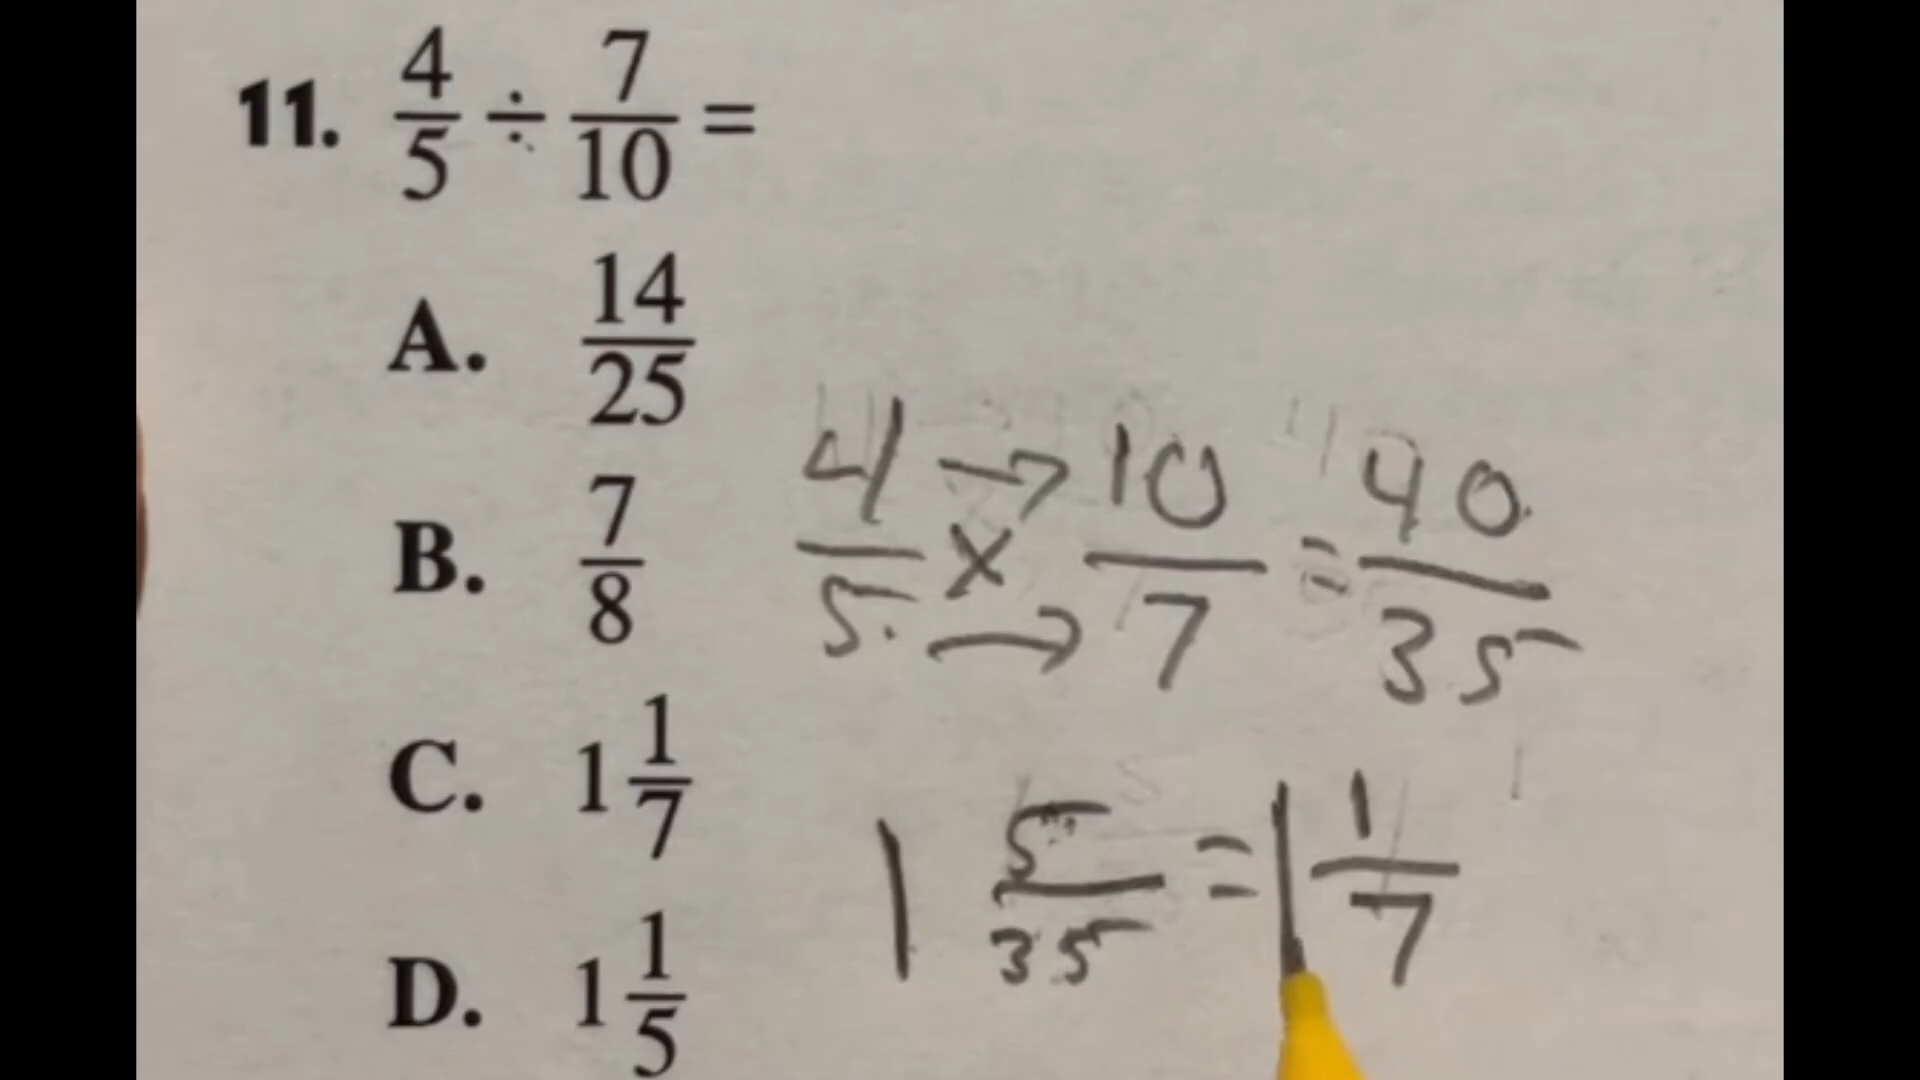 11. 4/5 ÷ 7/10 =
A. 14/25
B. 7/8
4/5 × 10/7 = 40/35
C. 1 1/7
1 5/35 = 1 1/7
D. 1 1/5